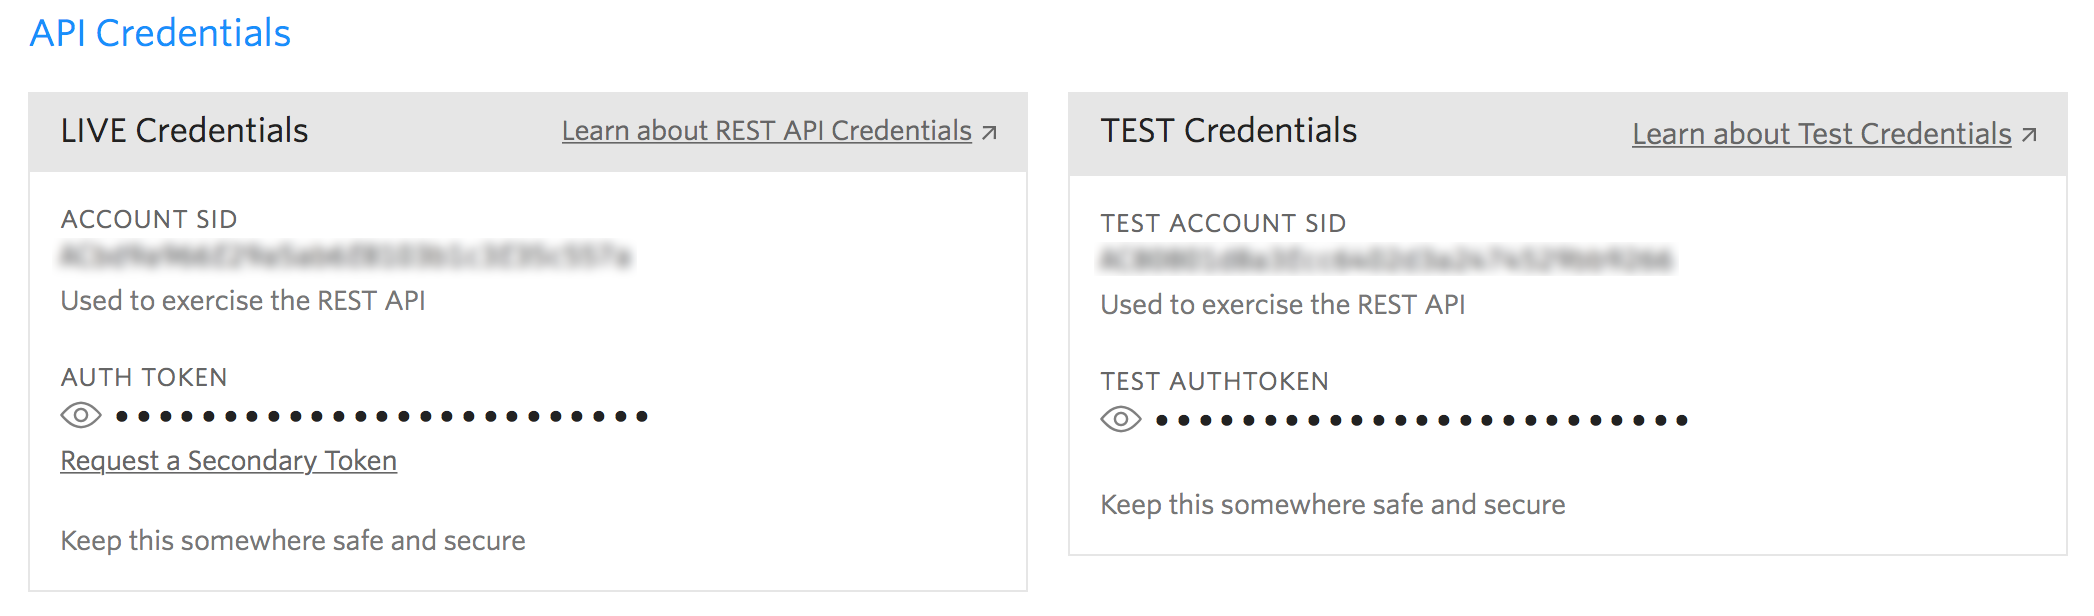 API Credentials
LIVE Credentials
Learn about REST API Credentials
ACCOUNT SID
Used to exercise the REST API
AUTH TOKEN
Request a Secondary Token
Keep this somewhere safe and secure
TEST Credentials
Learn about Test Credentials
TEST ACCOUNT SID
Used to exercise the REST API
TEST AUTHTOKEN
Keep this somewhere safe and secure